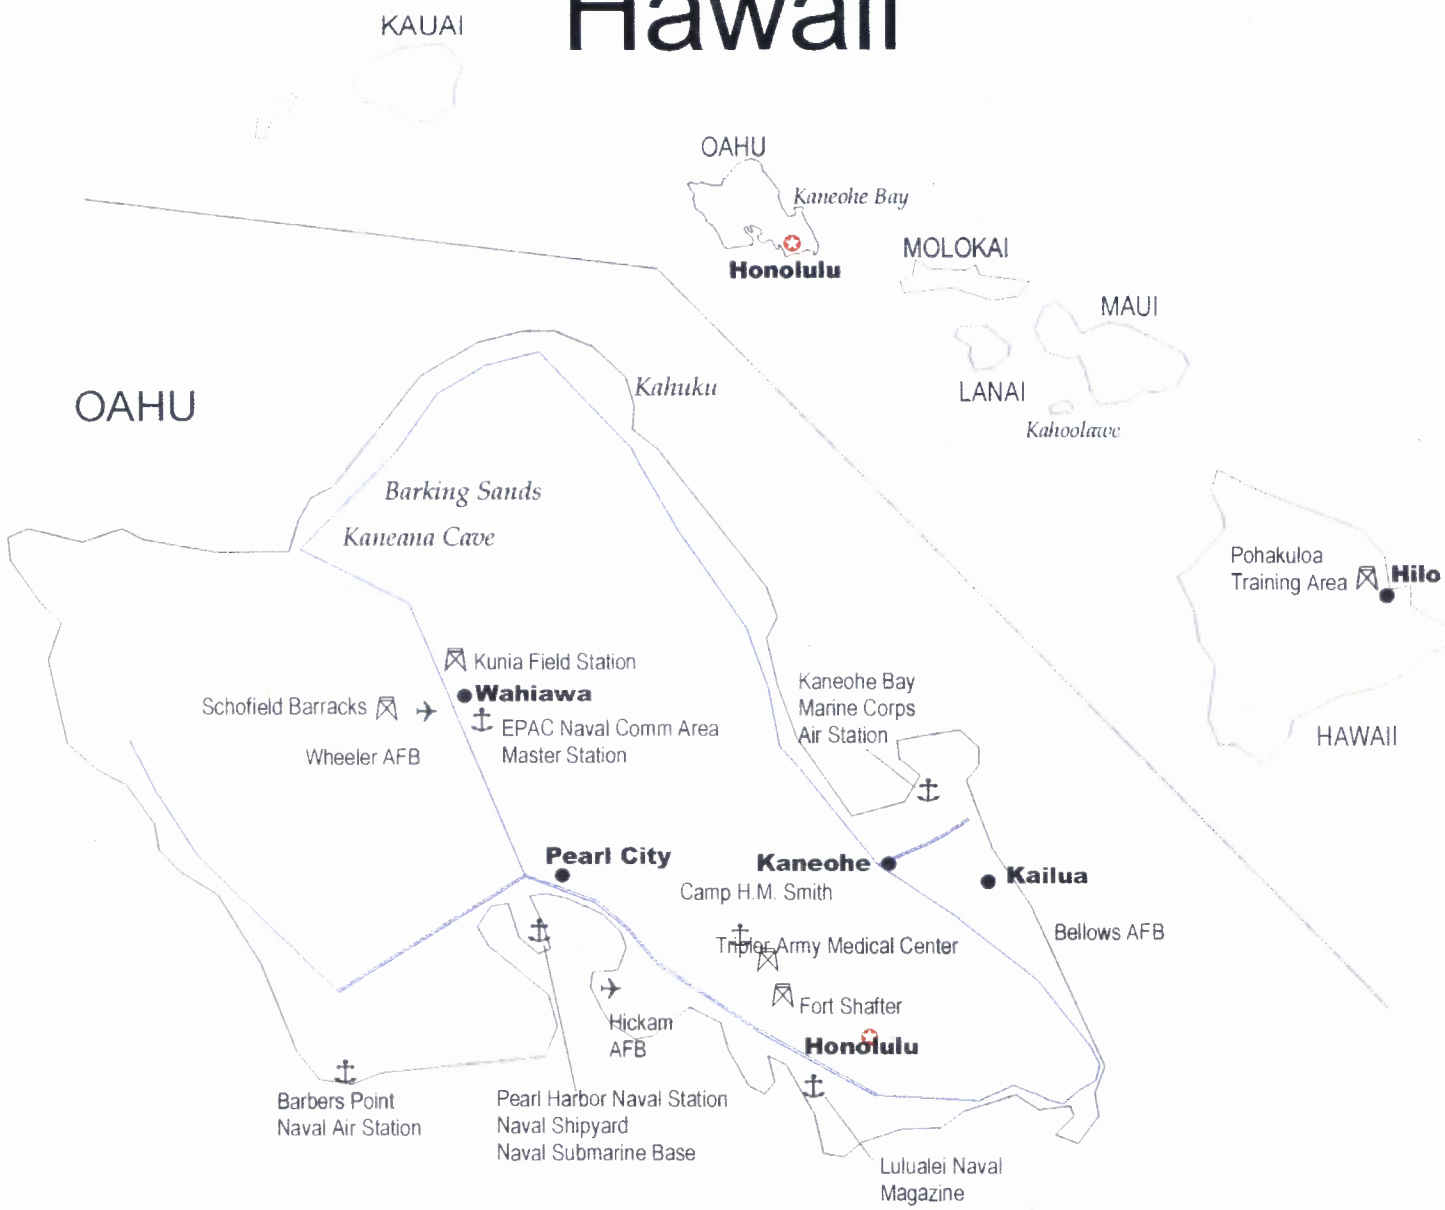 Hawaii
KAUAI
OAHU
Kaneohe Bay
Honolulu
MOLOKAI
MAUI
LANAI
Kahoolawe
OAHU
Kahuku
Barking Sands
Kaneana Cave
Pohakuloa
Training Area
Hilo
HAWAII
Kunia Field Station
Wahiawa
Schofield Barracks
EPAC Naval Comm Area
Master Station
Wheeler AFB
Kaneohe Bay
Marine Corps
Air Station
Pearl City
Kaneohe
Kailua
Camp H.M. Smith
Tripler Army Medical Center
Bellows AFB
Fort Shafter
Honolulu
Hickam
AFB
Barbers Point
Naval Air Station
Pearl Harbor Naval Station
Naval Shipyard
Naval Submarine Base
Lulualei Naval
Magazine